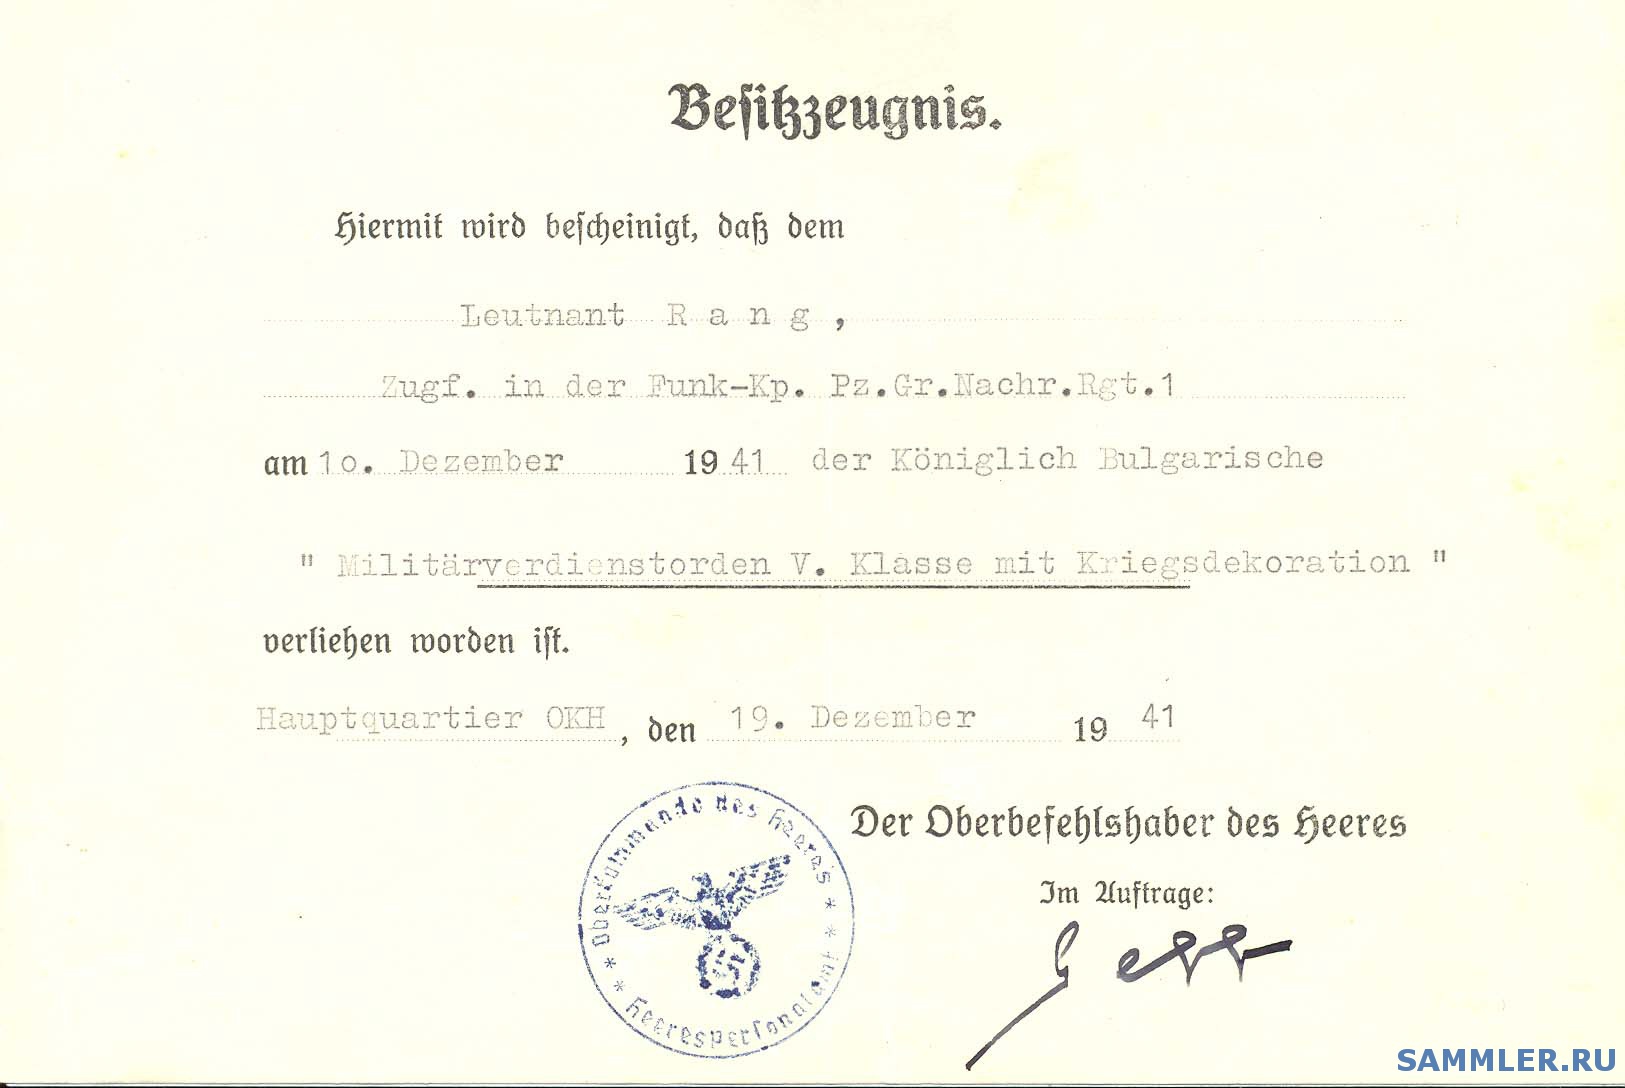 Besitzzeugnis.
Hiermit wird bescheinigt, daß dem
Leutnant R a n g ,
Zugf. in der Funk-Kp. Pz.Gr.Nachr.Rgt.1
am 1o. Dezember 1941 der Königlich Bulgarische
" Militärverdienstorden V. Klasse mit Kriegsdekoration "
verliehen worden ist.
Hauptquartier OKH, den 19. Dezember 1941
Der Oberbefehlshaber des Heeres
Im Auftrage:
* Oberkommando des Heeres *
* Heerespersonalamt *
SAMMLER.RU